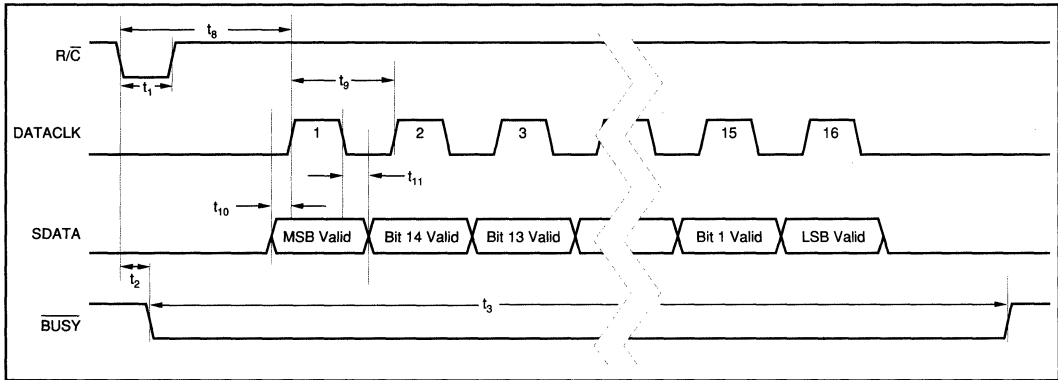 t8
R/C̅
t1
t9
DATACLK
1
2
3
15
16
t11
t10
SDATA
MSB Valid
Bit 14 Valid
Bit 13 Valid
Bit 1 Valid
LSB Valid
t2
t3
B̅U̅S̅Y̅